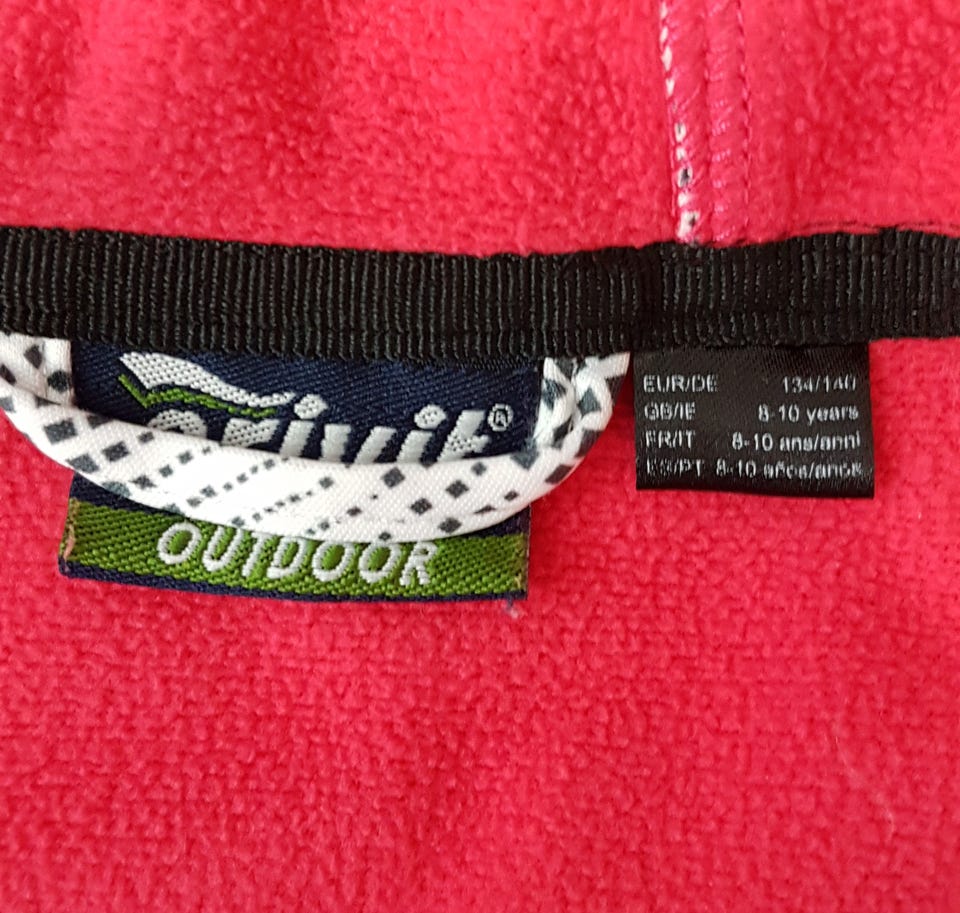 crivit®
OUTDOOR
EUR/DE 134/140
GB/IE 8-10 years
FR/IT 8-10 ans/anni
ES/PT 8-10 años/anos